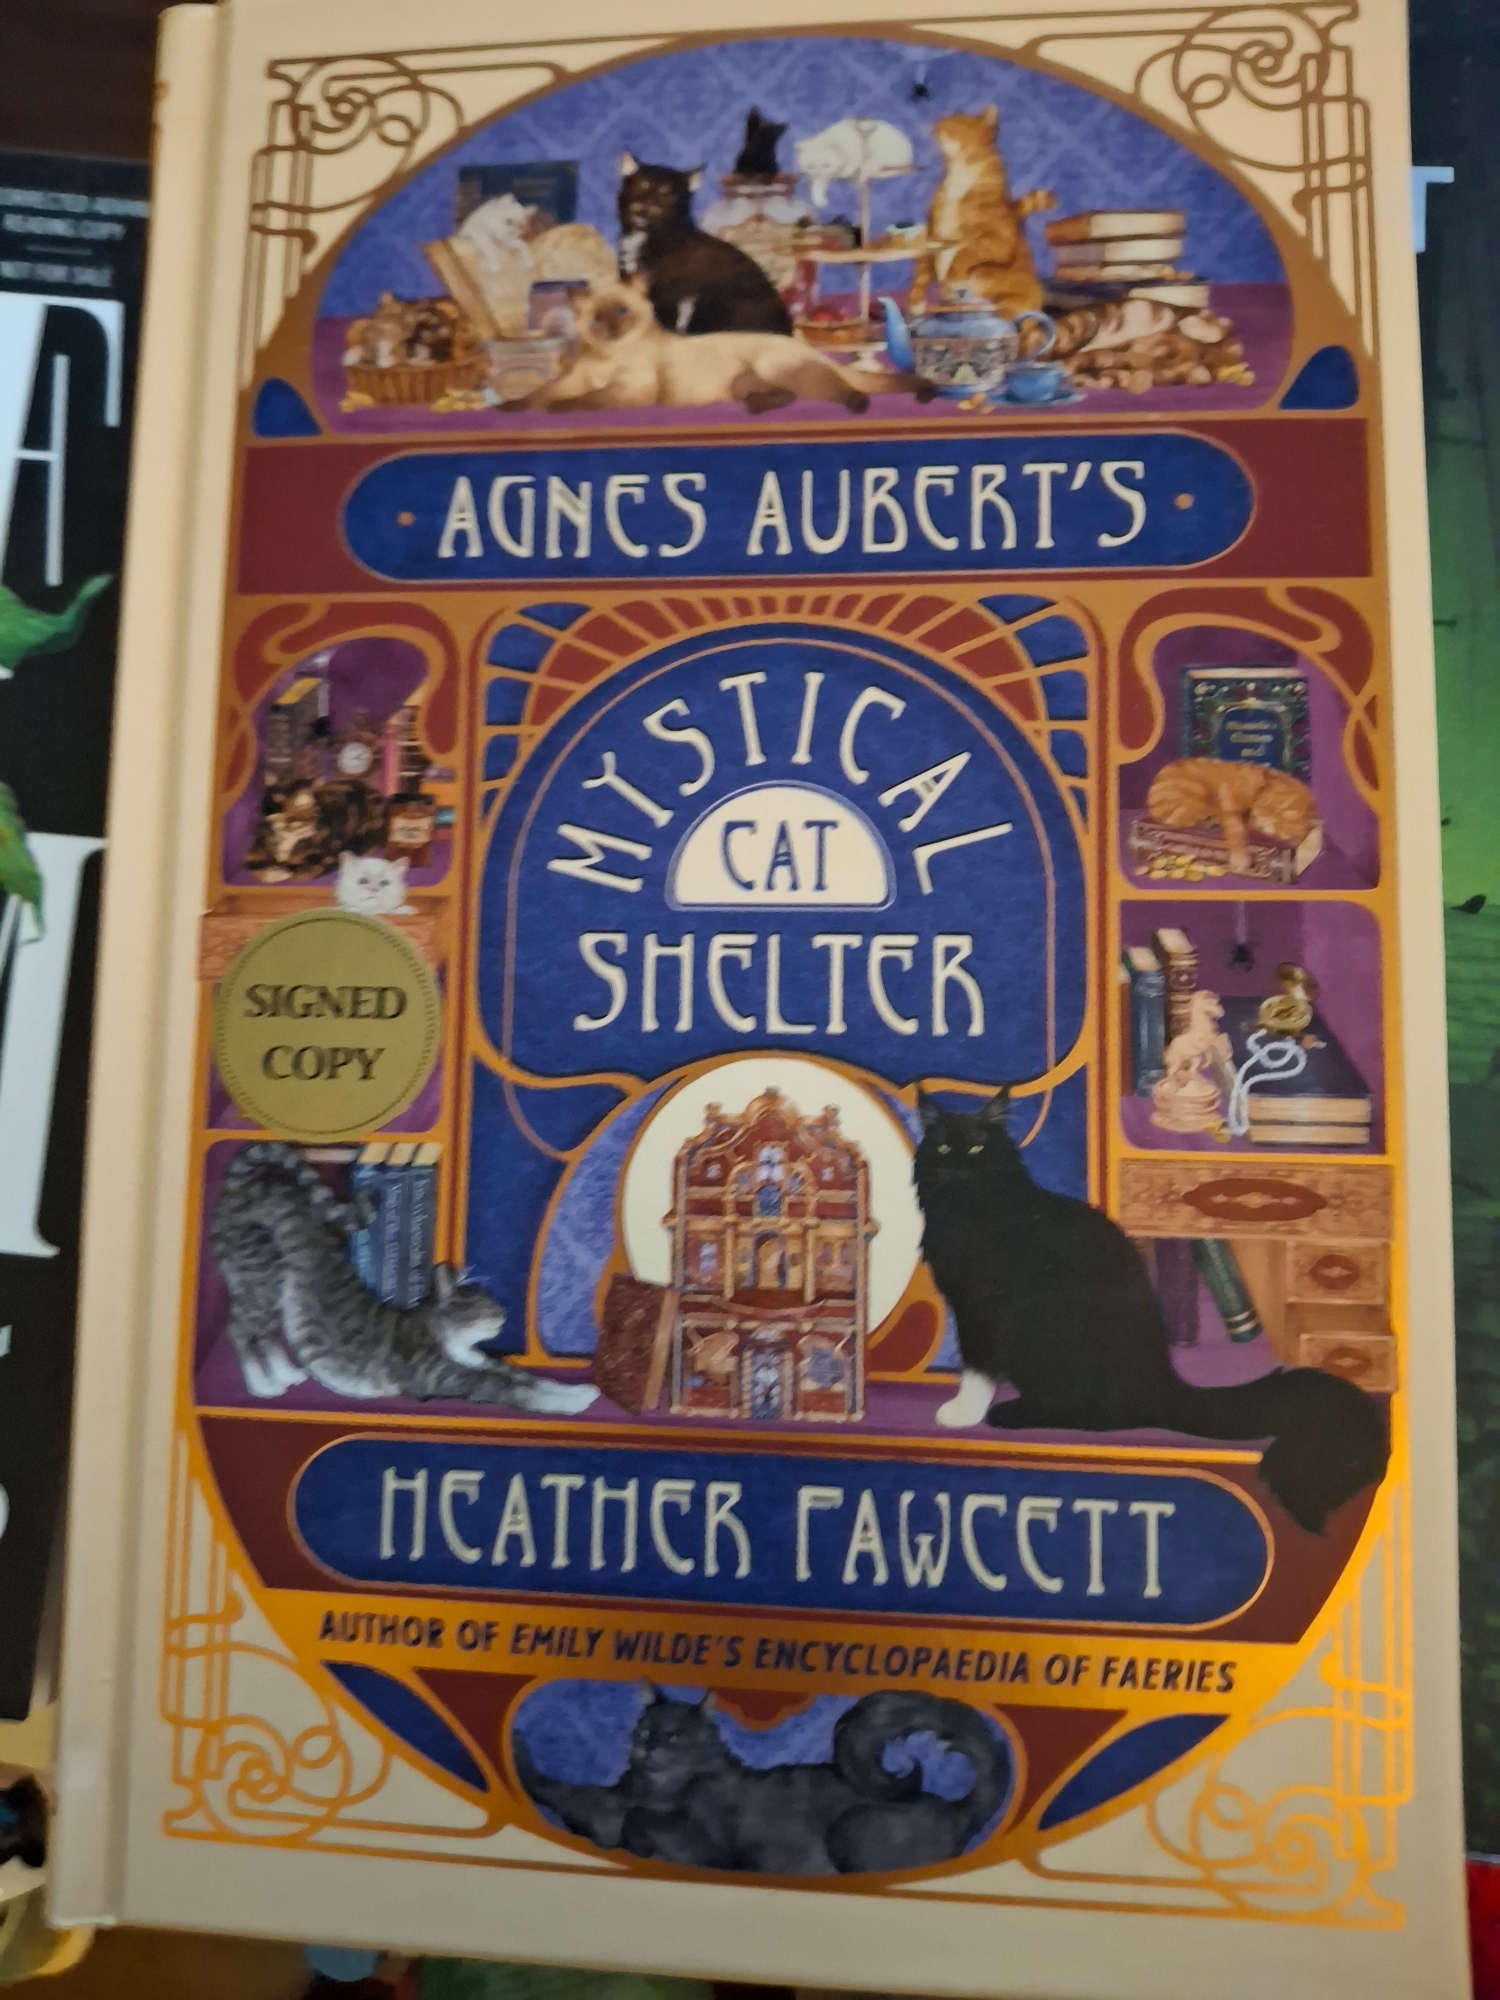 AGNES AUBERT'S
MYSTICAL
CAT
SHELTER
SIGNED
COPY
HEATHER FAWCETT
AUTHOR OF EMILY WILDE'S ENCYCLOPAEDIA OF FAERIES